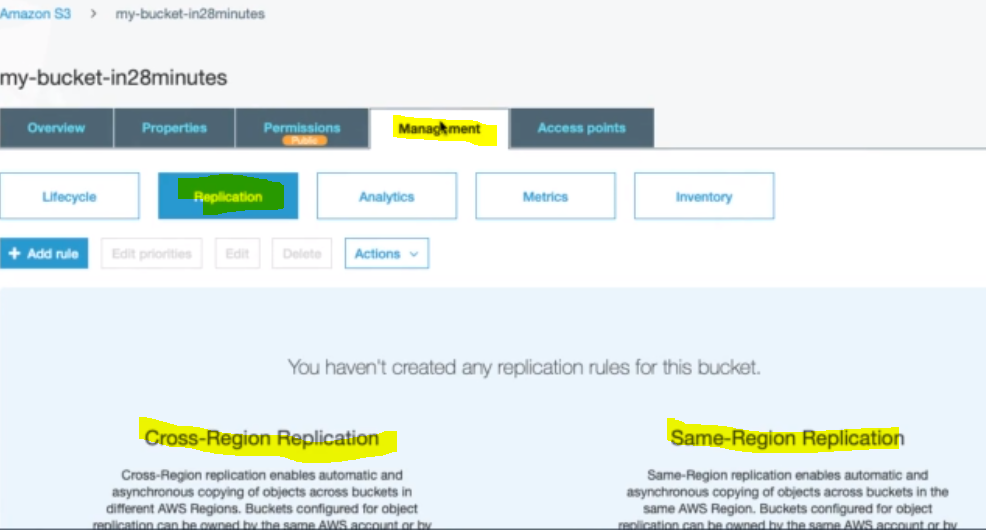 Amazon S3 > my-bucket-in28minutes
my-bucket-in28minutes
Overview Properties Permissions Management Access points
Public
Lifecycle Replication Analytics Metrics Inventory
+ Add rule Edit priorities Edit Delete Actions
You haven't created any replication rules for this bucket.
Cross-Region Replication
Cross-Region replication enables automatic and
asynchronous copying of objects across buckets in
different AWS Regions. Buckets configured for object
replication can be owned by the same AWS account or by
Same-Region Replication
Same-Region replication enables automatic and
asynchronous copying of objects across buckets in the
same AWS Region. Buckets configured for object
replication can be owned by the same AWS account or by